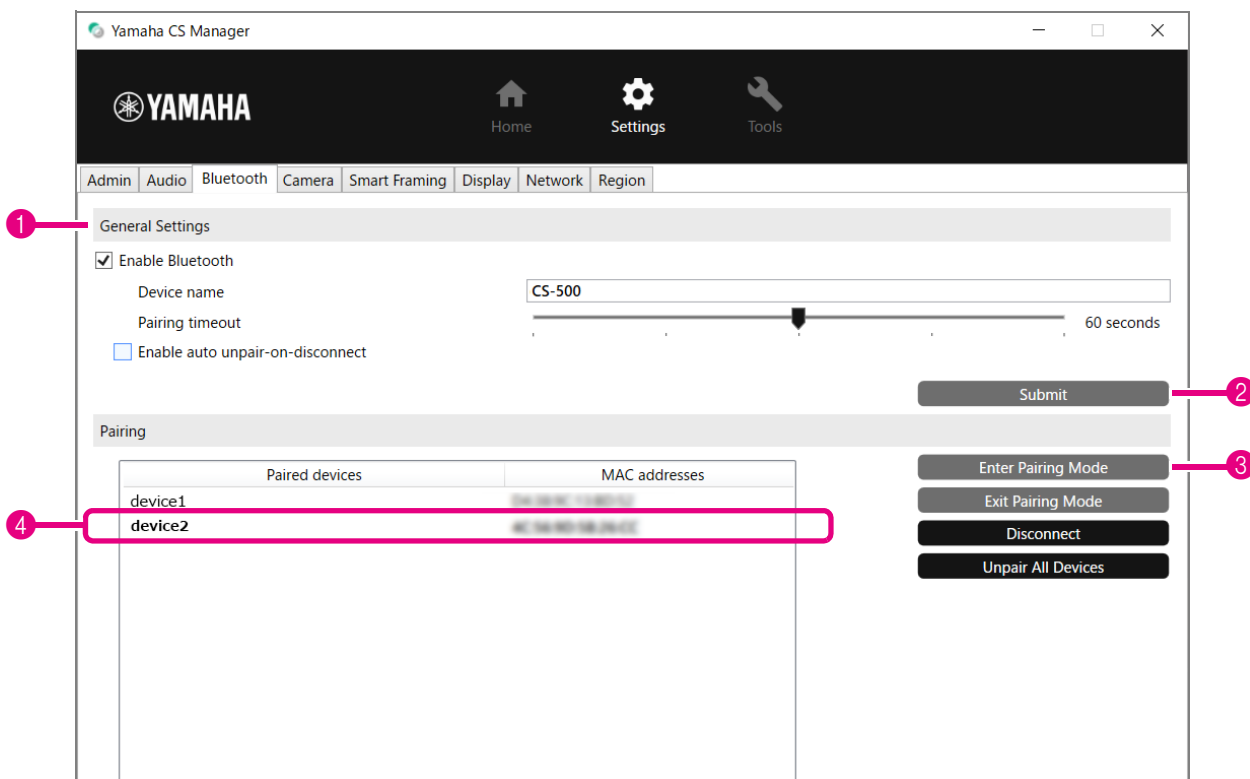 Yamaha CS Manager
YAMAHA
Home Settings Tools
Admin Audio Bluetooth Camera Smart Framing Display Network Region
1 General Settings
Enable Bluetooth
Device name CS-500
Pairing timeout 60 seconds
Enable auto unpair-on-disconnect
Submit 2
Pairing
Paired devices MAC addresses Enter Pairing Mode 3
device1 Exit Pairing Mode
4 device2
Disconnect
Unpair All Devices